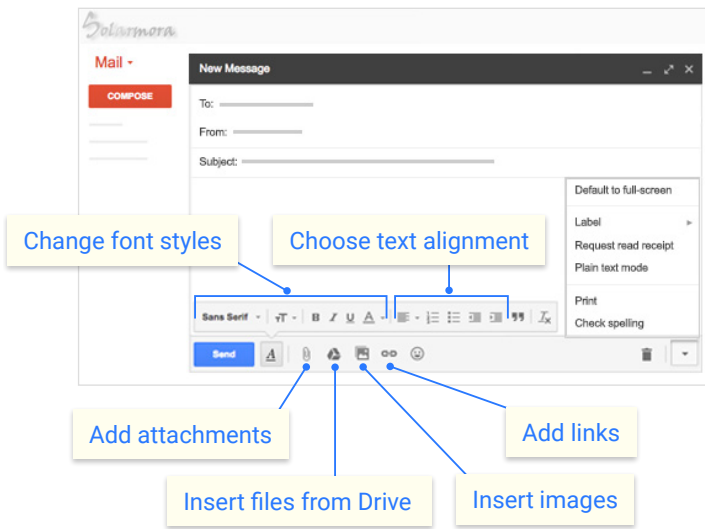 Solarmora
Mail
New Message
COMPOSE
To:
From:
Subject:
Default to full-screen
Label
Request read receipt
Plain text mode
Print
Check spelling
Change font styles
Choose text alignment
Sans Serif
тT
B I U A
Send
A
Add attachments
Add links
Insert files from Drive
Insert images